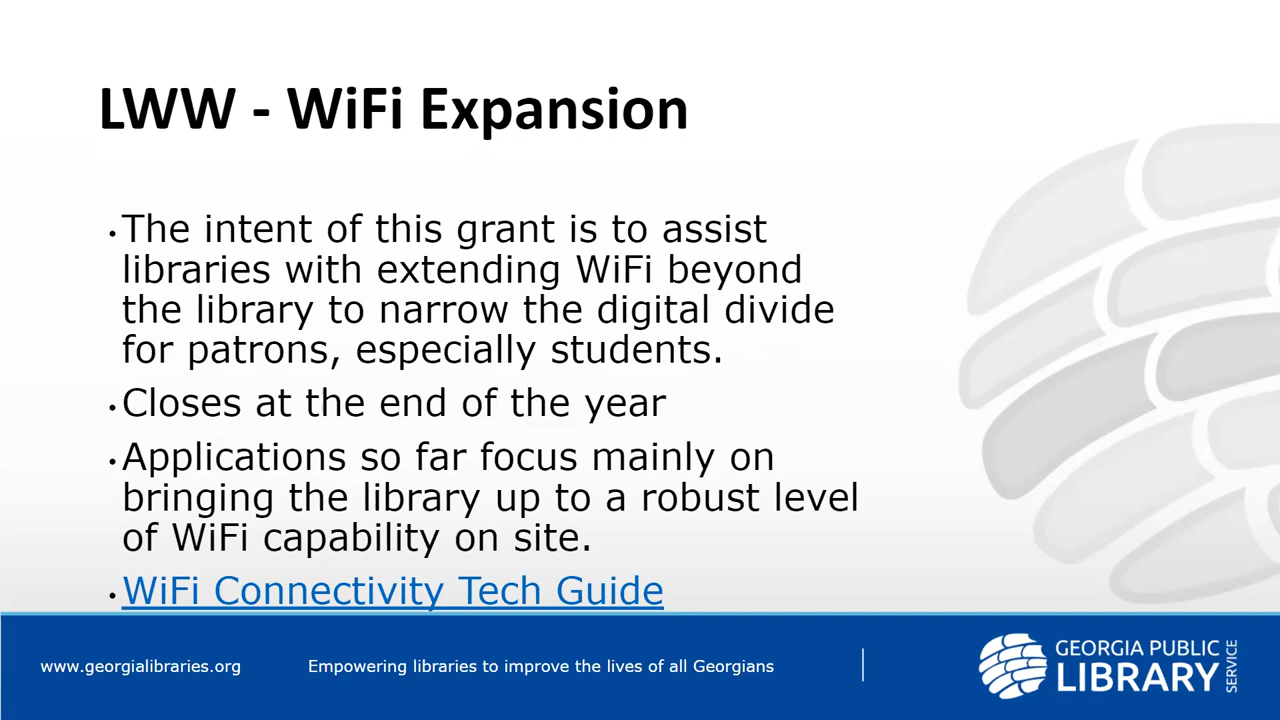 LWW - WiFi Expansion
•The intent of this grant is to assist
libraries with extending WiFi beyond
the library to narrow the digital divide
for patrons, especially students.
•Closes at the end of the year
•Applications so far focus mainly on
bringing the library up to a robust level
of WiFi capability on site.
•WiFi Connectivity Tech Guide
www.georgialibraries.org
Empowering libraries to improve the lives of all Georgians
GEORGIA PUBLIC
LIBRARY
SERVICE